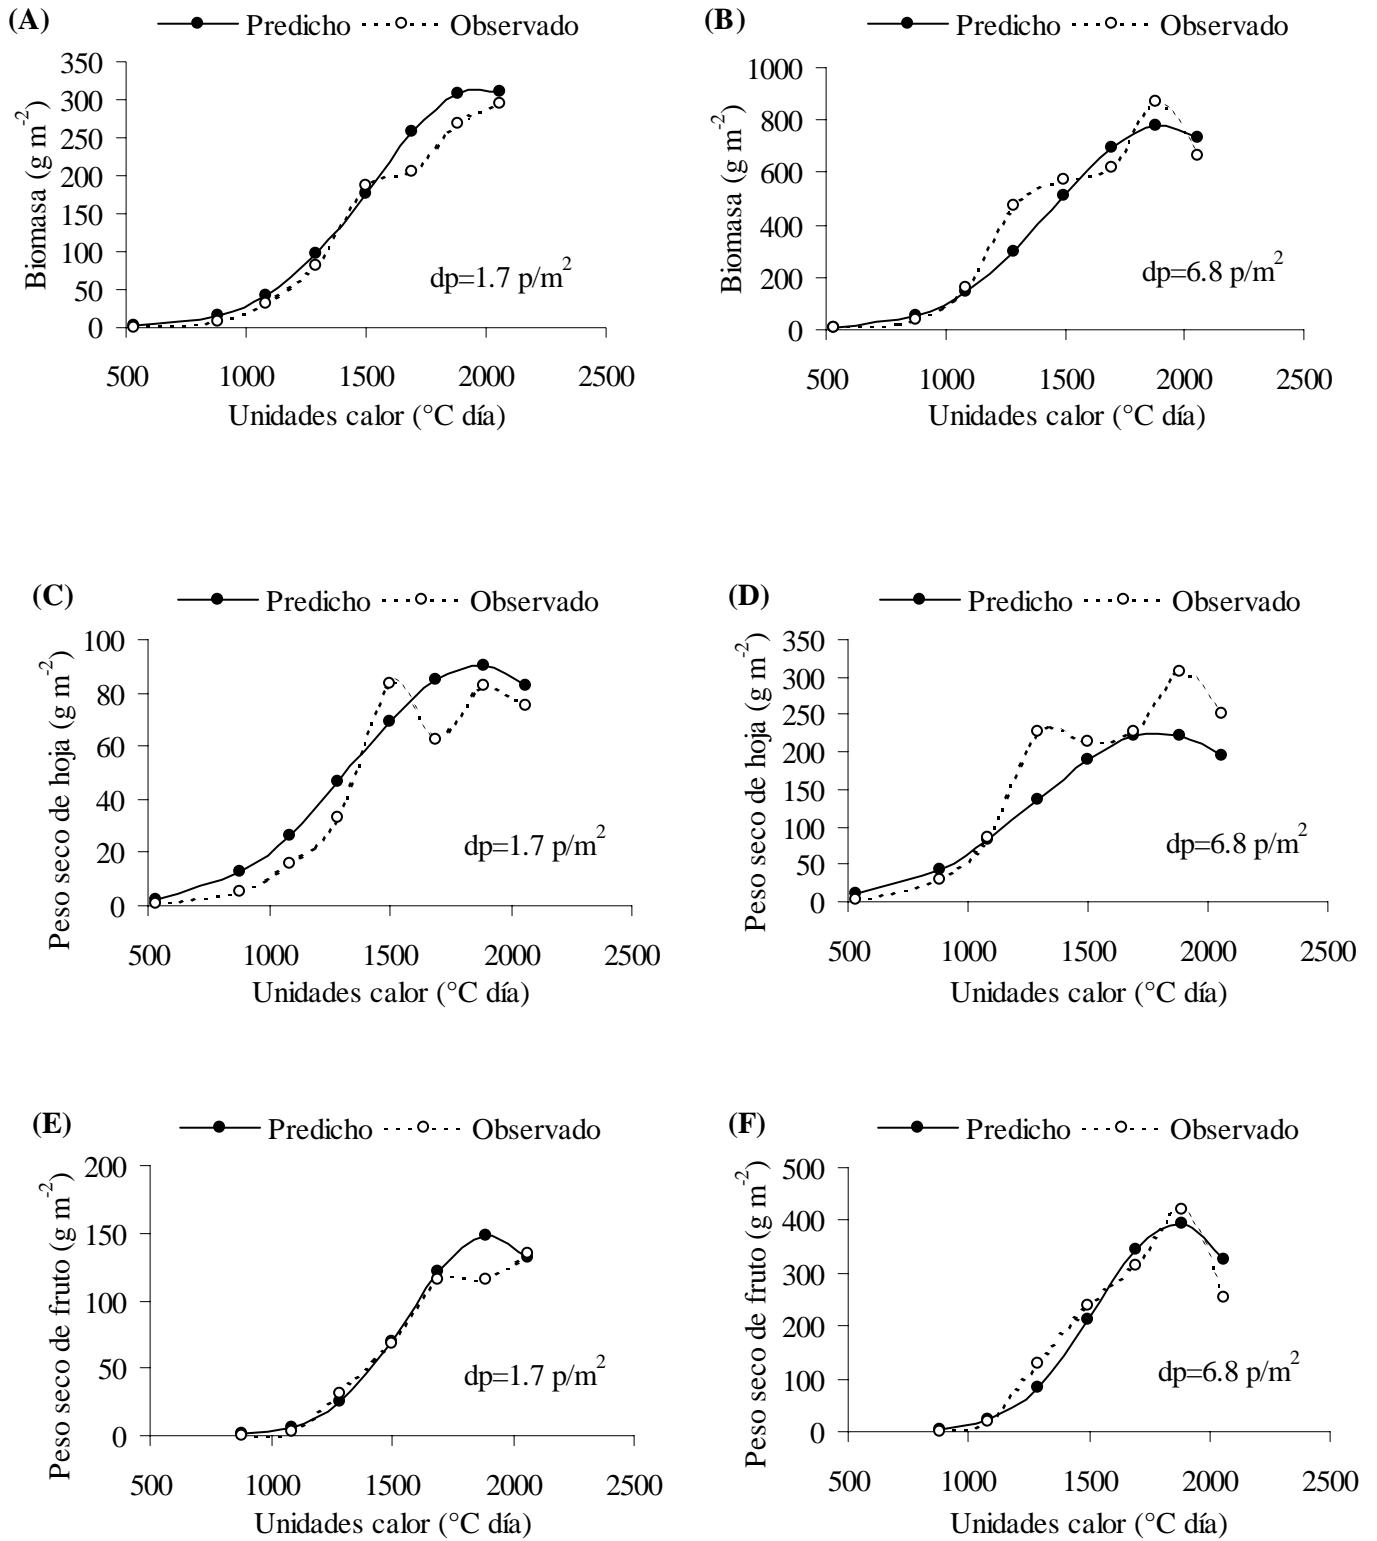 (A)
Predicho Observado
350
300
250
200
150
100
50
0
Biomasa (g m-2)
dp=1.7 p/m2
500 1000 1500 2000 2500
Unidades calor (°C día)
(B)
Predicho Observado
1000
800
600
400
200
0
Biomasa (g m-2)
dp=6.8 p/m2
500 1000 1500 2000 2500
Unidades calor (°C día)
(C)
Predicho Observado
100
80
60
40
20
0
Peso seco de hoja (g m-2)
dp=1.7 p/m2
500 1000 1500 2000 2500
Unidades calor (°C día)
(D)
Predicho Observado
350
300
250
200
150
100
50
0
Peso seco de hoja (g m-2)
dp=6.8 p/m2
500 1000 1500 2000 2500
Unidades calor (°C día)
(E)
Predicho Observado
200
150
100
50
0
Peso seco de fruto (g m-2)
dp=1.7 p/m2
500 1000 1500 2000 2500
Unidades calor (°C día)
(F)
Predicho Observado
500
400
300
200
100
0
Peso seco de fruto (g m-2)
dp=6.8 p/m2
500 1000 1500 2000 2500
Unidades calor (°C día)